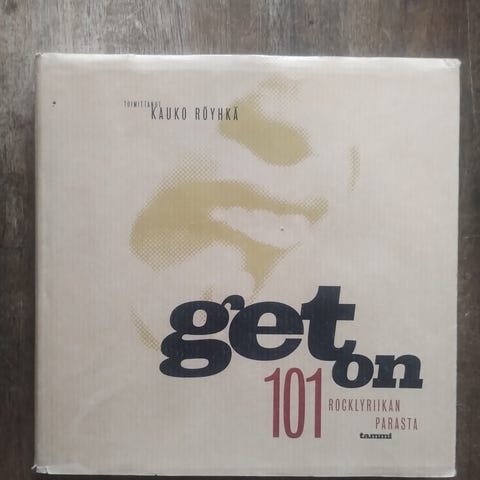 TOIMITTANUT
KAUKO RÖYHKÄ
get on
101 ROCKLYRIIKAN
PARASTA
tammi